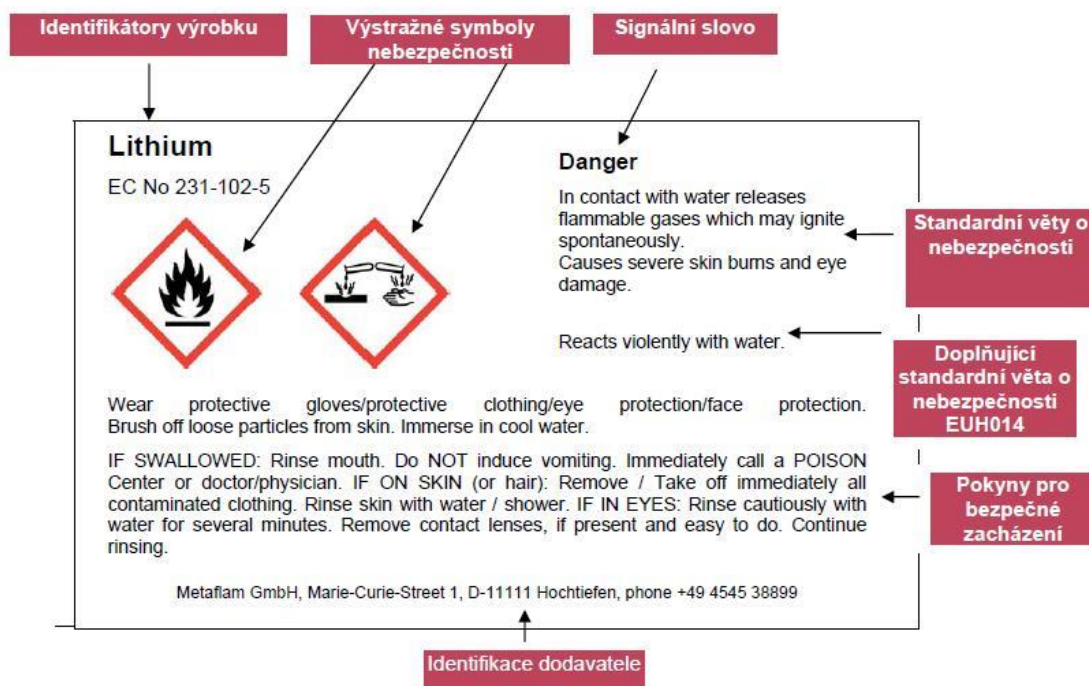 Identifikátory výrobku
Výstražné symboly
nebezpečnosti
Signální slovo
Lithium
EC No 231-102-5
Danger
In contact with water releases
flammable gases which may ignite
spontaneously.
Causes severe skin burns and eye
damage.
Standardní věty o
nebezpečnosti
Reacts violently with water.
Doplňující
standardní věta o
nebezpečnosti
EUH014
Wear protective gloves/protective clothing/eye protection/face protection.
Brush off loose particles from skin. Immerse in cool water.
IF SWALLOWED: Rinse mouth. Do NOT induce vomiting. Immediately call a POISON
Center or doctor/physician. IF ON SKIN (or hair): Remove / Take off immediately all
contaminated clothing. Rinse skin with water / shower. IF IN EYES: Rinse cautiously with
water for several minutes. Remove contact lenses, if present and easy to do. Continue
rinsing.
Pokyny pro
bezpečné
zacházení
Metaflam GmbH, Marie-Curie-Street 1, D-11111 Hochtiefen, phone +49 4545 38899
Identifikace dodavatele